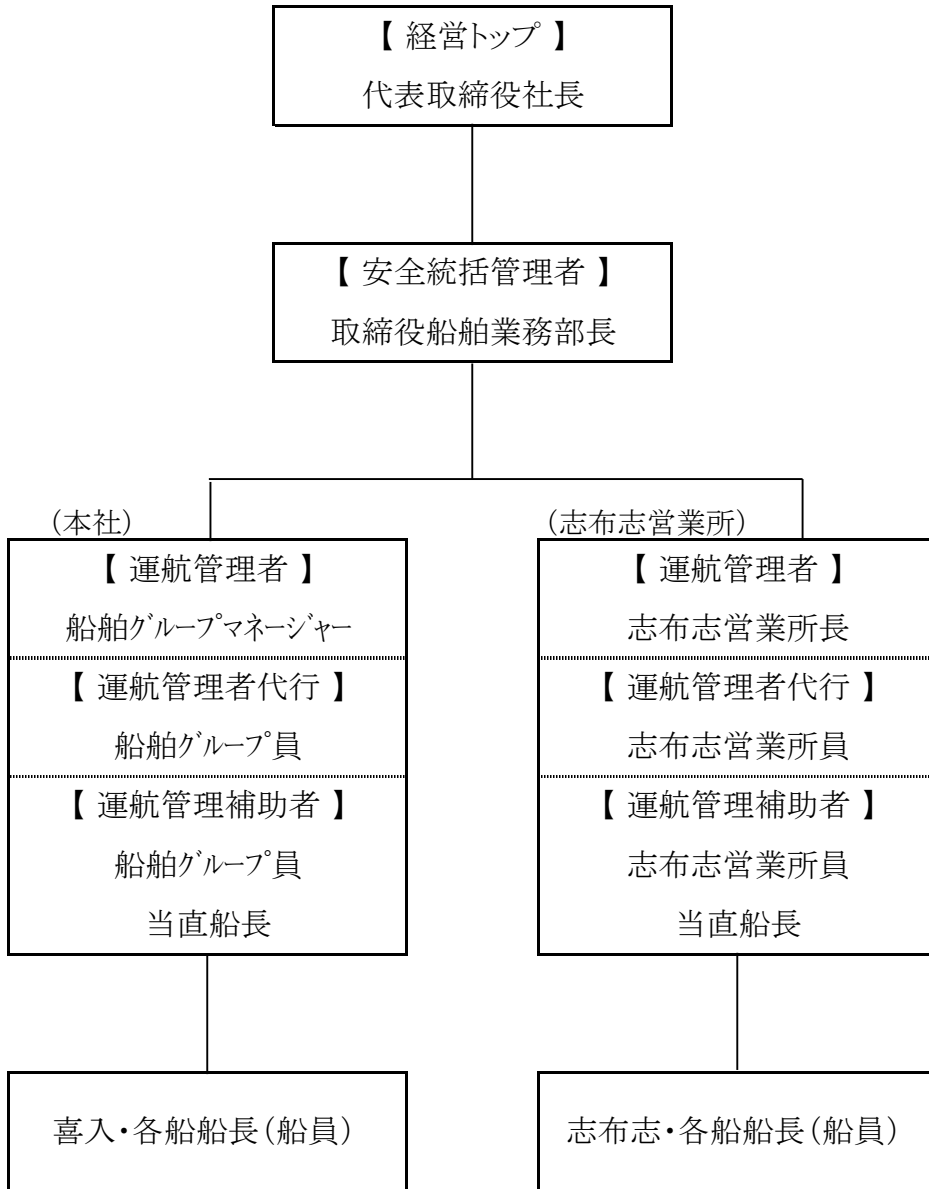 【 経営トップ 】
代表取締役社長
【 安全統括管理者 】
取締役船舶業務部長
（本社）
【 運航管理者 】
船舶ｸﾞﾙｰﾌﾟﾏﾈｰｼﾞｬｰ
【 運航管理者代行 】
船舶ｸﾞﾙｰﾌﾟ員
【 運航管理補助者 】
船舶ｸﾞﾙｰﾌﾟ員
当直船長
喜入・各船船長（船員）
（志布志営業所）
【 運航管理者 】
志布志営業所長
【 運航管理者代行 】
志布志営業所員
【 運航管理補助者 】
志布志営業所員
当直船長
志布志・各船船長（船員）